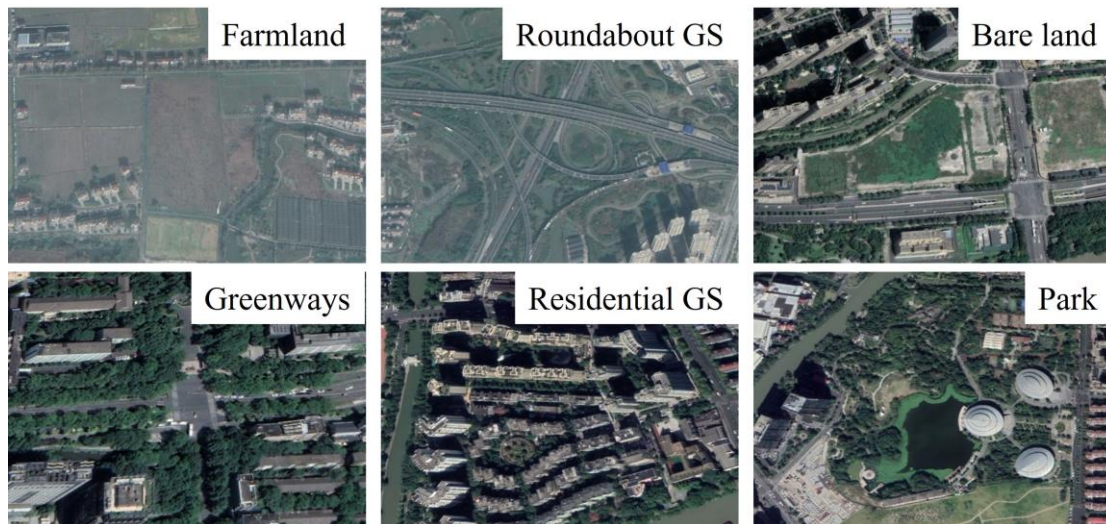 Farmland
Roundabout GS
Bare land
Greenways
Residential GS
Park